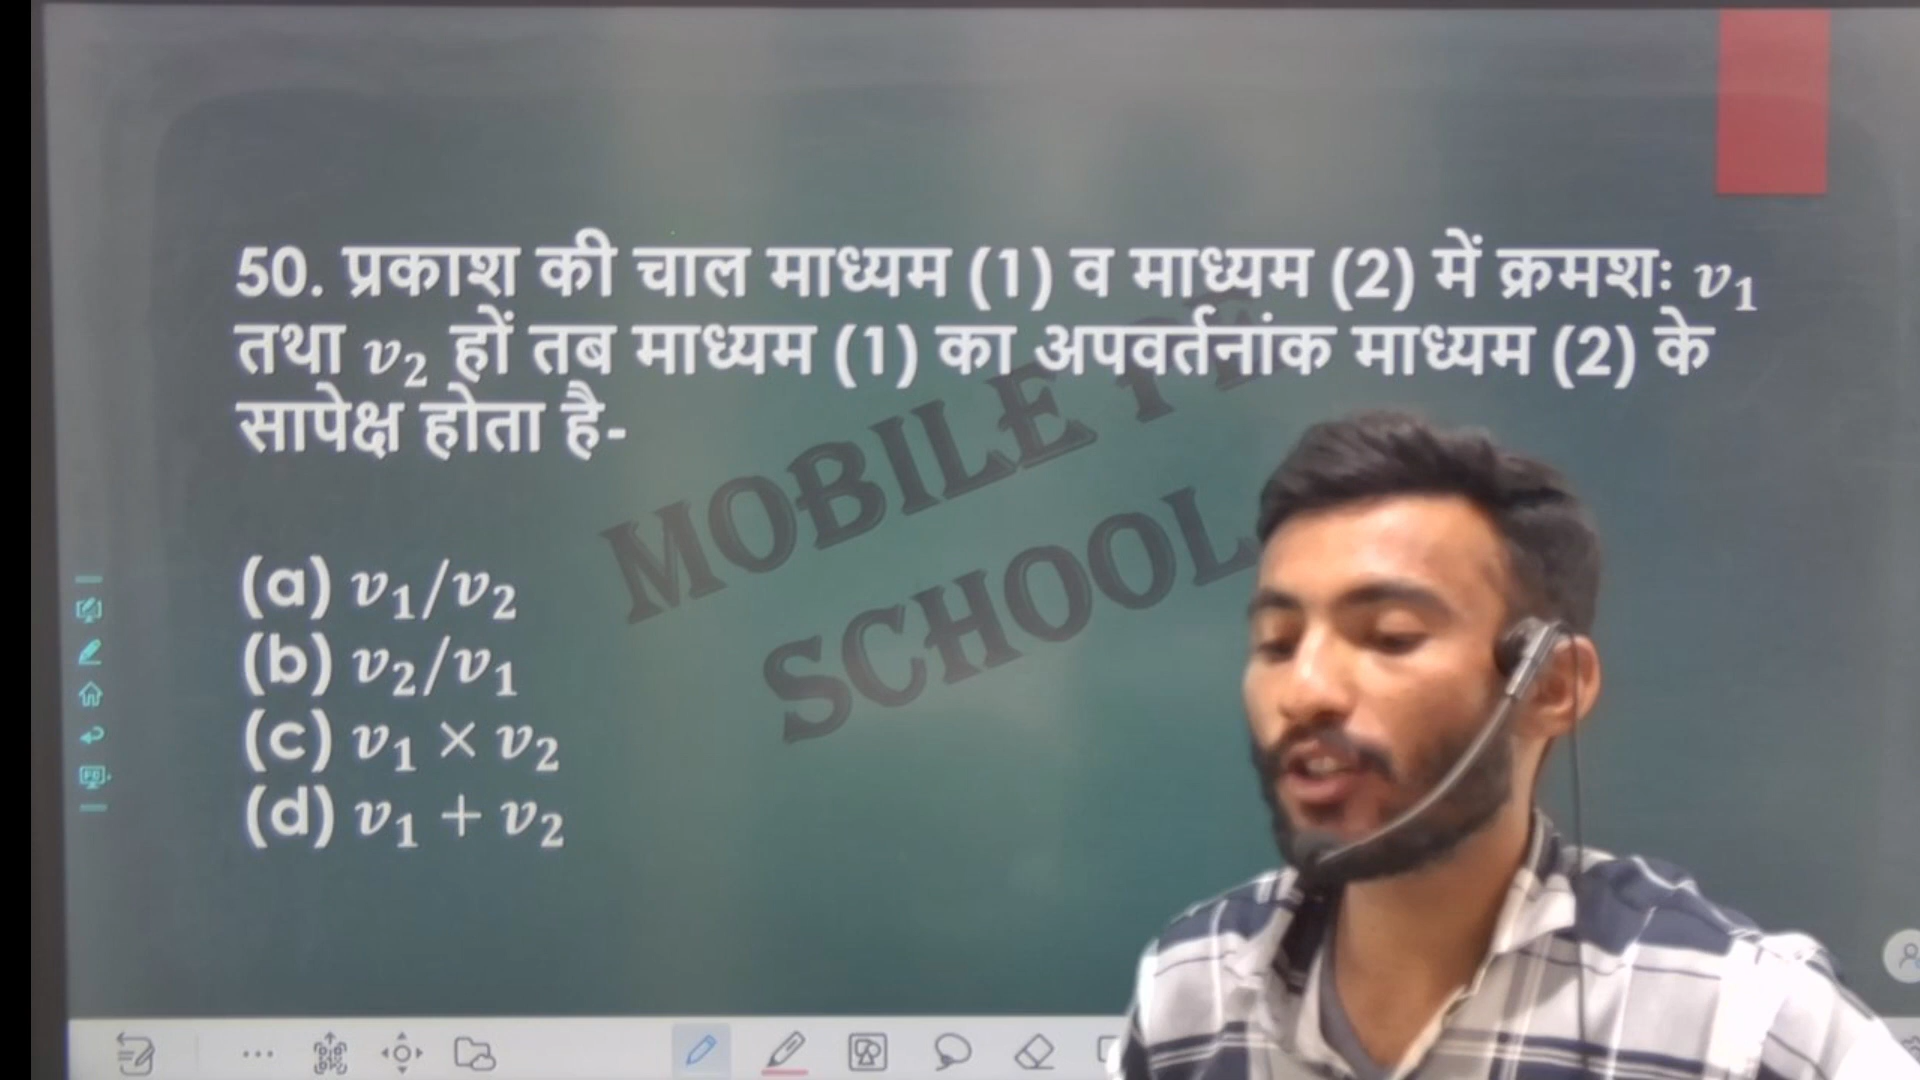 50. प्रकाश की चाल माध्यम (1) व माध्यम (2) में क्रमशः v₁
तथा v₂ हों तब माध्यम (1) का अपवर्तनांक माध्यम (2) के
सापेक्ष होता है-
(a) v₁/v₂
(b) v₂/v₁
(c) v₁ × v₂
(d) v₁ + v₂
MOBILE PE
SCHOOL